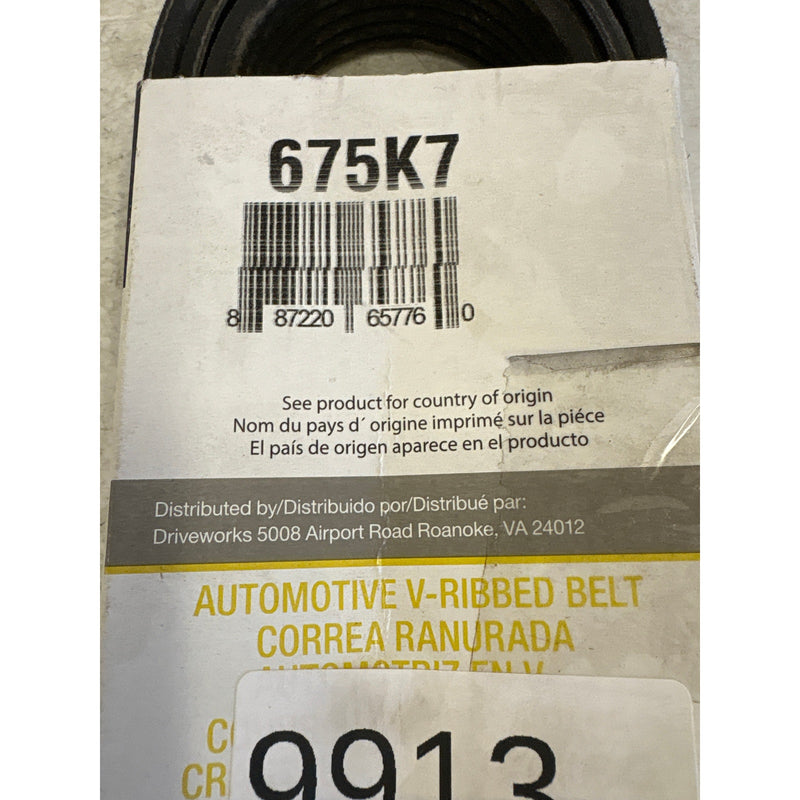 675K7
8 87220 65776 0
See product for country of origin
Nom du pays d´ origine imprimé sur la piéce
El país de origen aparece en el producto
Distributed by/Distribuido por/Distribué par:
Driveworks 5008 Airport Road Roanoke, VA 24012
AUTOMOTIVE V-RIBBED BELT
CORREA RANURADA
AUTOMOTRIZ EN V
9913